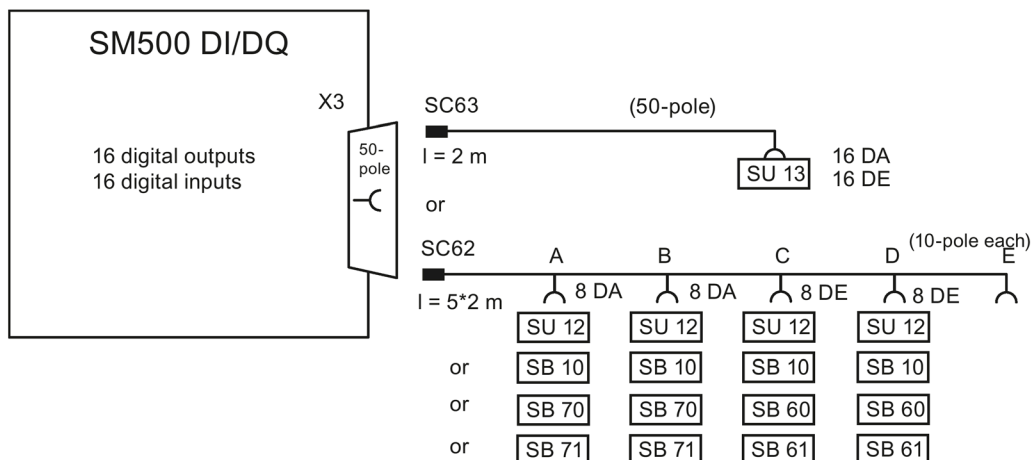 SM500 DI/DQ
X3
16 digital outputs
16 digital inputs
50-
pole
SC63
(50-pole)
l = 2 m
SU 13
16 DA
16 DE
or
SC62
(10-pole each)
A B C D E
l = 5*2 m
8 DA 8 DA 8 DE 8 DE
SU 12 SU 12 SU 12 SU 12
or SB 10 SB 10 SB 10 SB 10
or SB 70 SB 70 SB 60 SB 60
or SB 71 SB 71 SB 61 SB 61